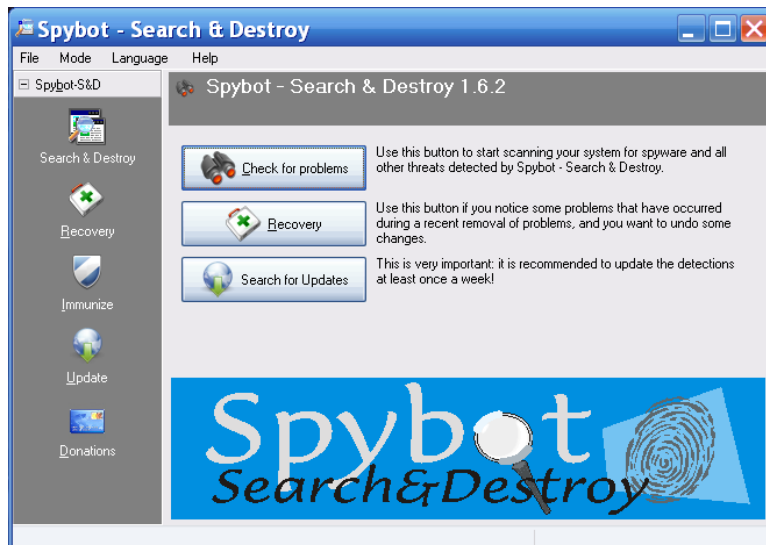 Spybot - Search & Destroy
File Mode Language Help
Spybot-S&D
Search & Destroy
Recovery
Immunize
Update
Donations
Spybot - Search & Destroy 1.6.2
Check for problems
Use this button to start scanning your system for spyware and all
other threats detected by Spybot - Search & Destroy.
Recovery
Use this button if you notice some problems that have occurred
during a recent removal of problems, and you want to undo some
changes.
Search for Updates
This is very important: it is recommended to update the detections
at least once a week!
Spybot
Search&Destroy